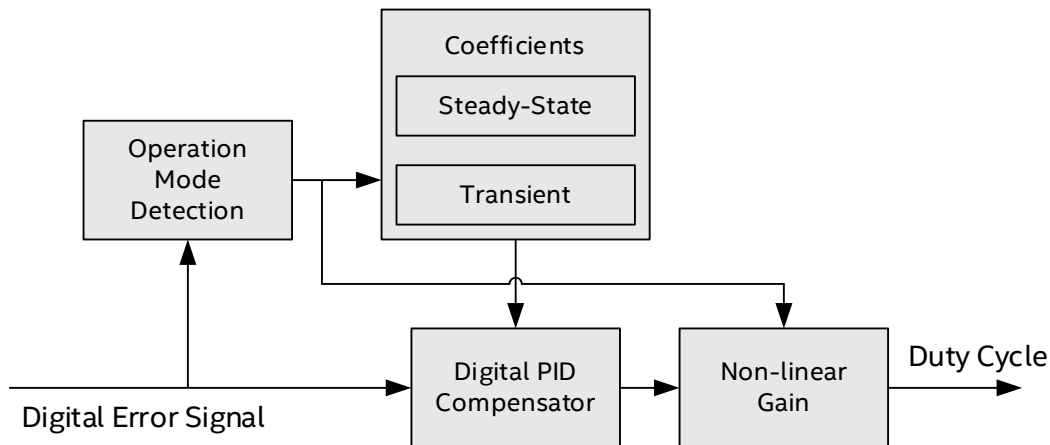 Coefficients
Steady-State
Transient
Operation
Mode
Detection
Digital Error Signal
Digital PID
Compensator
Non-linear
Gain
Duty Cycle